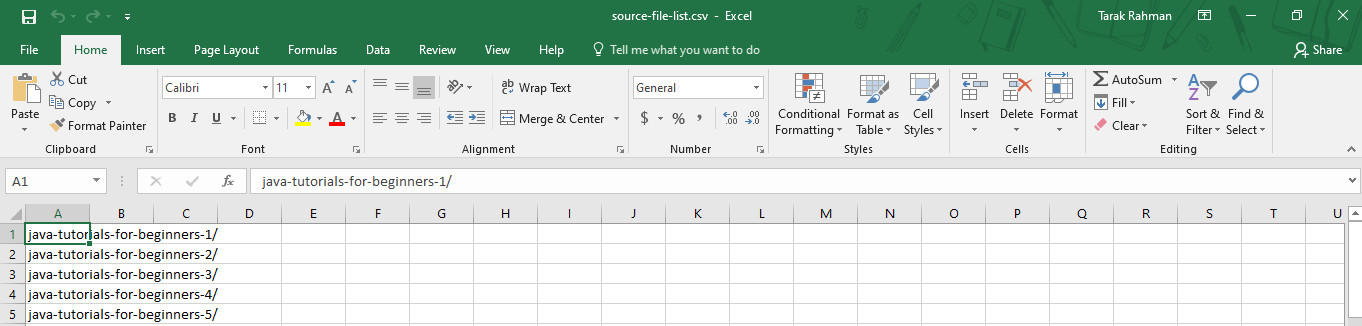 source-file-list.csv - Excel
Tarak Rahman
File Home Insert Page Layout Formulas Data Review View Help Tell me what you want to do Share
Paste
Cut
Copy
Format Painter
Clipboard
Calibri 11 A A
B I U A
Font
ab c Wrap Text
Merge & Center
Alignment
General
$ % , .00 .0 .00 .0
Number
Conditional Formatting
Format as Table
Cell Styles
Styles
Insert Delete Format
Cells
AutoSum
Fill
Clear
A Z Sort & Filter
Find & Select
Editing
A1 fx java-tutorials-for-beginners-1/
A B C D E F G H I J K L M N O P Q R S T U
1 java-tutorials-for-beginners-1/
2 java-tutorials-for-beginners-2/
3 java-tutorials-for-beginners-3/
4 java-tutorials-for-beginners-4/
5 java-tutorials-for-beginners-5/